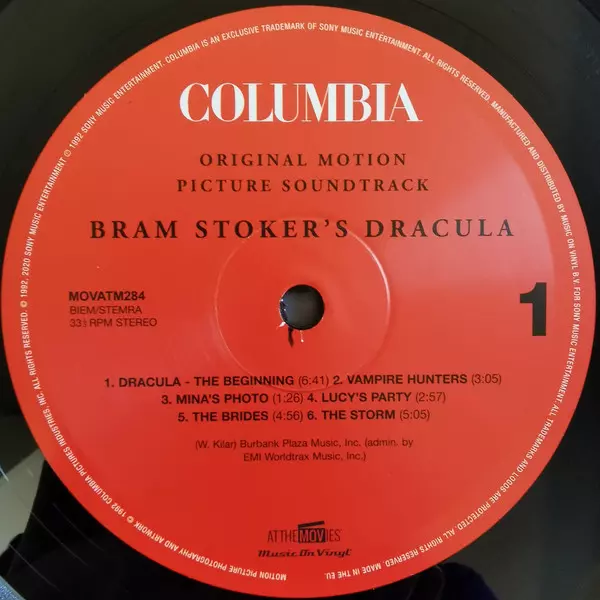 COLUMBIA
ORIGINAL MOTION
PICTURE SOUNDTRACK
BRAM STOKER'S DRACULA
MOVATM284
BIEM/STEMRA
33⅓ RPM STEREO
1
1. DRACULA - THE BEGINNING (6:41) 2. VAMPIRE HUNTERS (3:05)
3. MINA'S PHOTO (1:26) 4. LUCY'S PARTY (2:57)
5. THE BRIDES (4:56) 6. THE STORM (5:05)
(W. Kilar) Burbank Plaza Music, Inc. (admin. by
EMI Worldtrax Music, Inc.)
ATTHEMOVIES
Music On Vinyl
MOTION PICTURE PHOTOGRAPHY AND ARTWORK ℗ 1992 COLUMBIA PICTURES INDUSTRIES, INC. ALL RIGHTS RESERVED. © 1992, 2020 SONY MUSIC ENTERTAINMENT. ℗ 1992 SONY MUSIC ENTERTAINMENT. COLUMBIA IS AN EXCLUSIVE TRADEMARK OF SONY MUSIC ENTERTAINMENT. ALL RIGHTS RESERVED. MANUFACTURED AND DISTRIBUTED BY MUSIC ON VINYL B.V. FOR SONY MUSIC ENTERTAINMENT. ALL TRADEMARKS AND LOGOS ARE PROTECTED. ALL RIGHTS RESERVED. MADE IN THE EU.